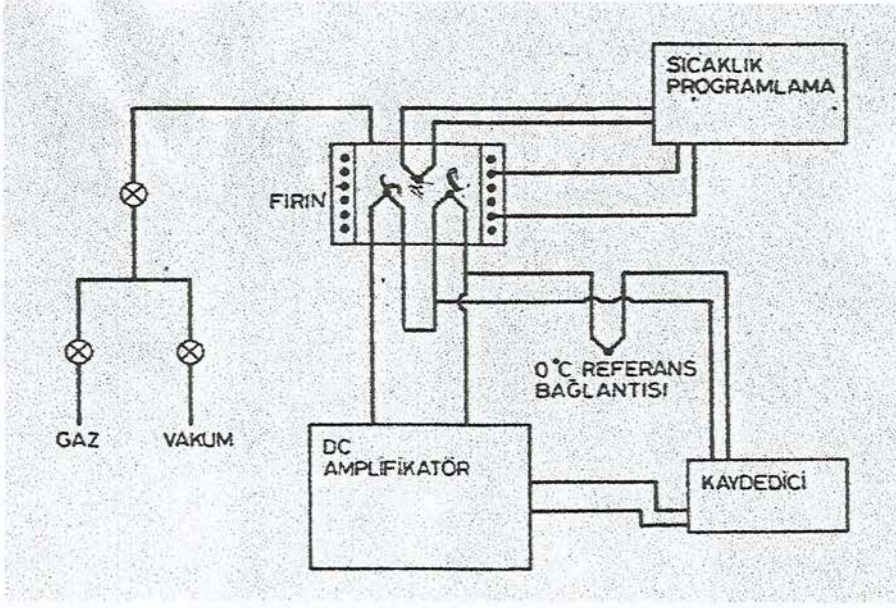 SICAKLIK
PROGRAMLAMA
FIRIN
0°C REFERANS
BAĞLANTISI
GAZ
VAKUM
DC
AMPLİFİKATÖR
KAYDEDİCİ